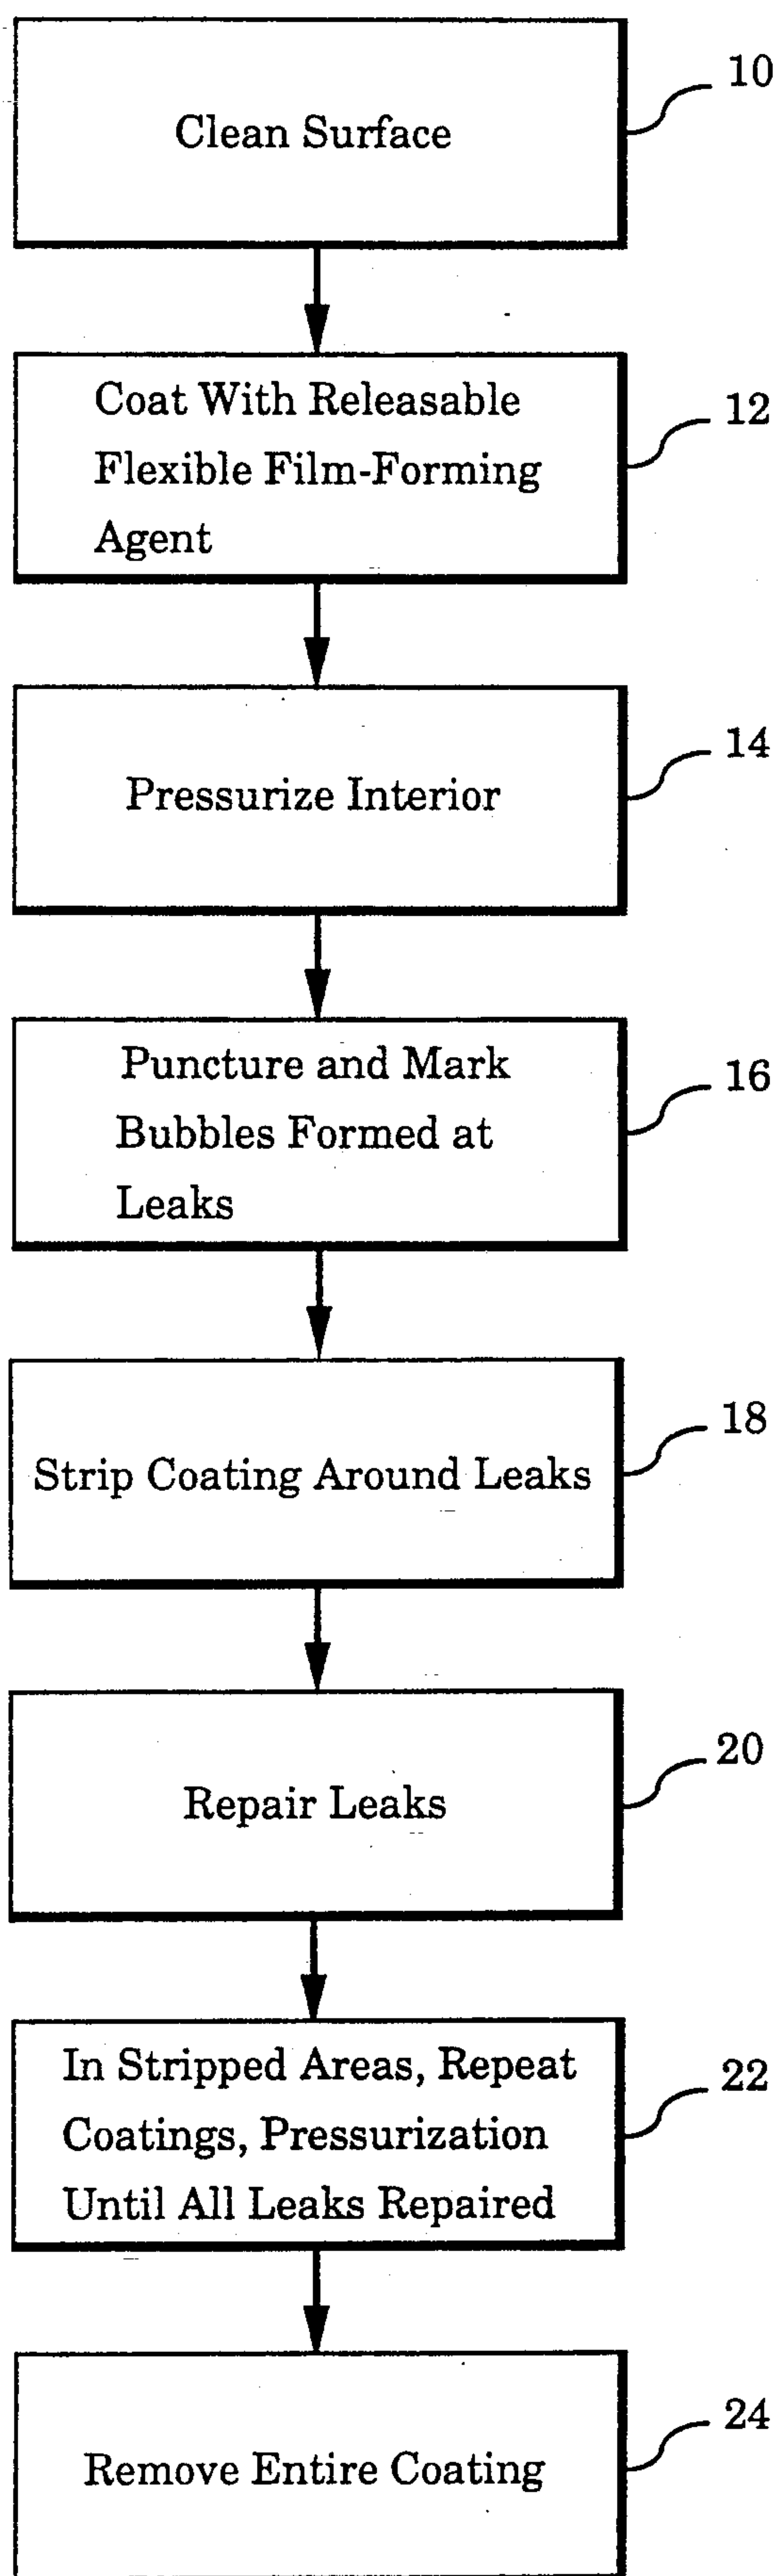 10
Clean Surface
12
Coat With Releasable
Flexible Film-Forming
Agent
14
Pressurize Interior
16
Puncture and Mark
Bubbles Formed at
Leaks
18
Strip Coating Around Leaks
20
Repair Leaks
22
In Stripped Areas, Repeat
Coatings, Pressurization
Until All Leaks Repaired
24
Remove Entire Coating